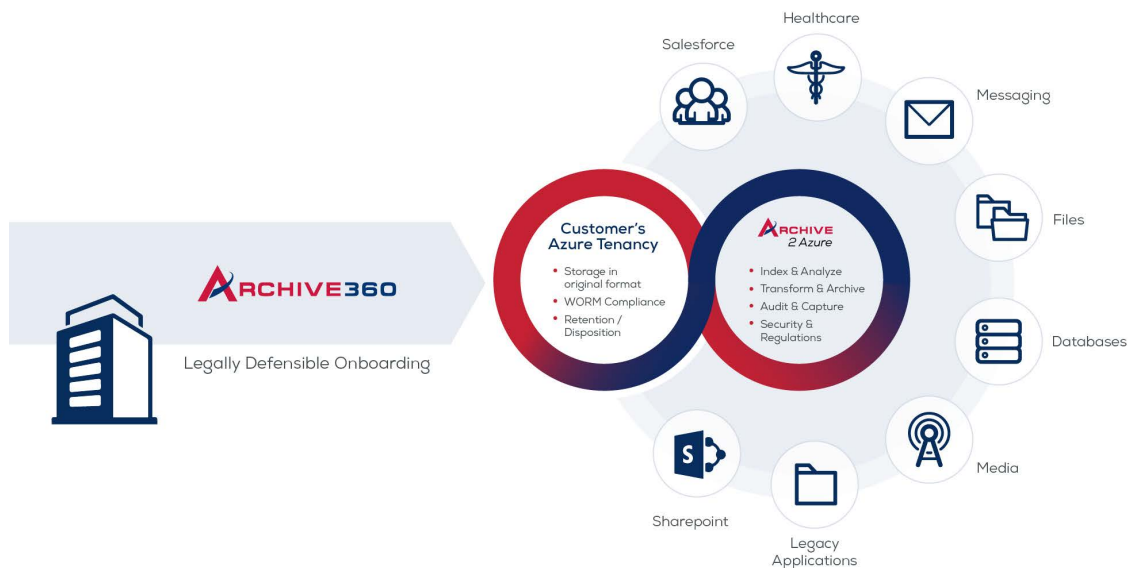 ARCHIVE360
Legally Defensible Onboarding
Customer's
Azure Tenancy
• Storage in
original format
• WORM Compliance
• Retention /
Disposition
ARCHIVE
2 Azure
• Index & Analyze
• Transform & Archive
• Audit & Capture
• Security &
Regulations
Salesforce
Healthcare
Messaging
Files
Databases
Media
Legacy
Applications
Sharepoint
S